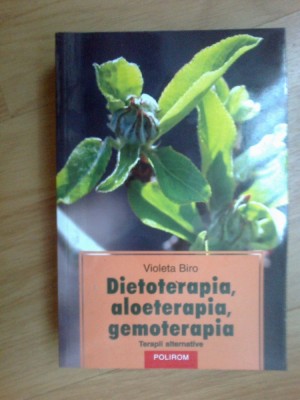 Violeta Biro
Dietoterapia,
aloeterapia,
gemoterapia
Terapii alternative
POLIROM